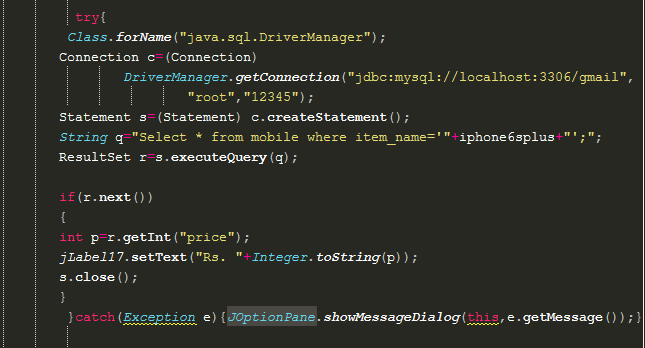 try{
Class.forName("java.sql.DriverManager");
Connection c=(Connection)
DriverManager.getConnection("jdbc:mysql://localhost:3306/gmail",
"root","12345");
Statement s=(Statement) c.createStatement();
String q="Select * from mobile where item_name='"+iphone6splus+"';";
ResultSet r=s.executeQuery(q);
if(r.next())
{
int p=r.getInt("price");
jLabel17.setText("Rs. "+Integer.toString(p));
s.close();
}
}catch(Exception e){JOptionPane.showMessageDialog(this,e.getMessage());}